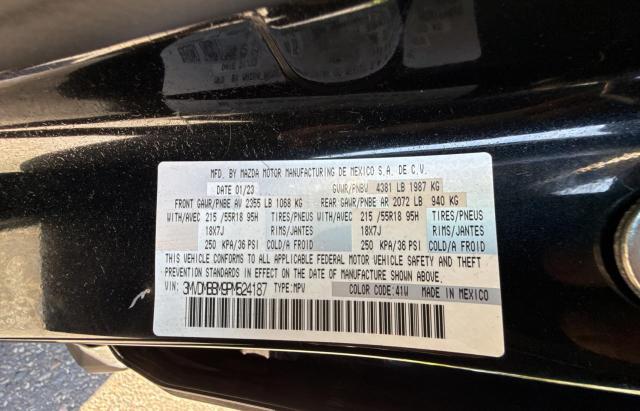 MFD. BY MAZDA MOTOR MANUFACTURING DE MEXICO S.A. DE C.V.
DATE 01/23 GVWR/PNBV 4381 LB 1987 KG
FRONT GAWR/PNBE AV 2355 LB 1068 KG REAR GAWR/PNBE AR 2072 LB 940 KG
WITH/AVEC 215 /55R18 95H TIRES/PNEUS WITH/AVEC 215 /55R18 95H TIRES/PNEUS
18X7J RIMS/JANTES 18X7J RIMS/JANTES
250 KPA/36 PSI COLD/A FROID 250 KPA/36 PSI COLD/A FROID
THIS VEHICLE CONFORMS TO ALL APPLICABLE FEDERAL MOTOR VEHICLE SAFETY AND THEFT
PREVENTION STANDARDS IN EFFECT ON THE DATE OF MANUFACTURE SHOWN ABOVE.
VIN: 3MVDMBBM9PM524187 TYPE:MPV COLOR CODE:41W MADE IN MEXICO